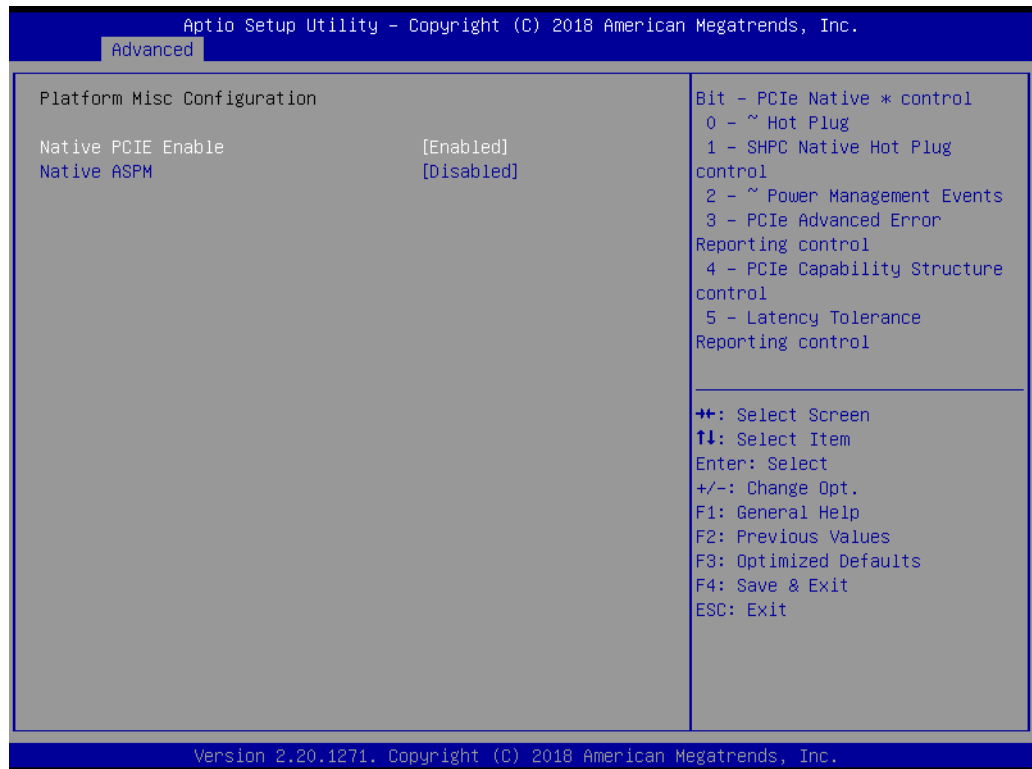 Aptio Setup Utility – Copyright (C) 2018 American Megatrends, Inc.
Advanced
Platform Misc Configuration
Native PCIE Enable [Enabled]
Native ASPM [Disabled]
Bit – PCIe Native * control
0 – ~ Hot Plug
1 – SHPC Native Hot Plug
control
2 – ~ Power Management Events
3 – PCIe Advanced Error
Reporting control
4 – PCIe Capability Structure
control
5 – Latency Tolerance
Reporting control
→←: Select Screen
↑↓: Select Item
Enter: Select
+/-: Change Opt.
F1: General Help
F2: Previous Values
F3: Optimized Defaults
F4: Save & Exit
ESC: Exit
Version 2.20.1271. Copyright (C) 2018 American Megatrends, Inc.